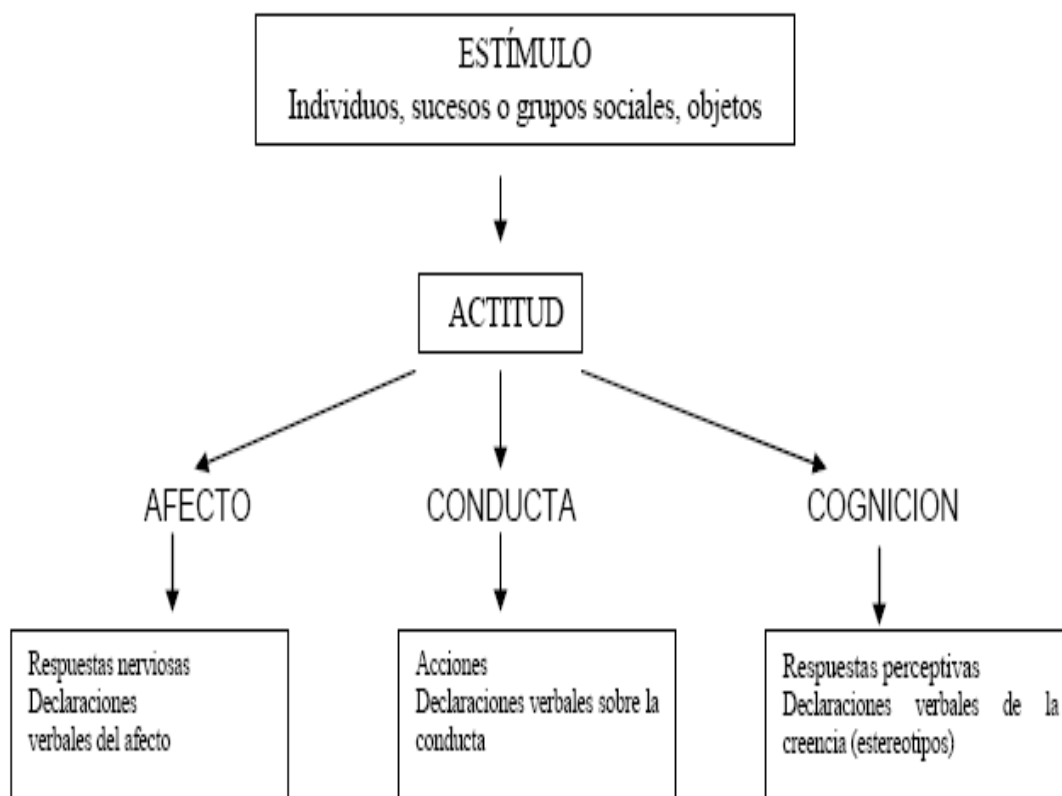 ESTÍMULO
Individuos, sucesos o grupos sociales, objetos
ACTITUD
AFECTO
CONDUCTA
COGNICION
Respuestas nerviosas
Declaraciones
verbales del afecto
Acciones
Declaraciones verbales sobre la
conducta
Respuestas perceptivas
Declaraciones verbales de la
creencia (estereotipos)